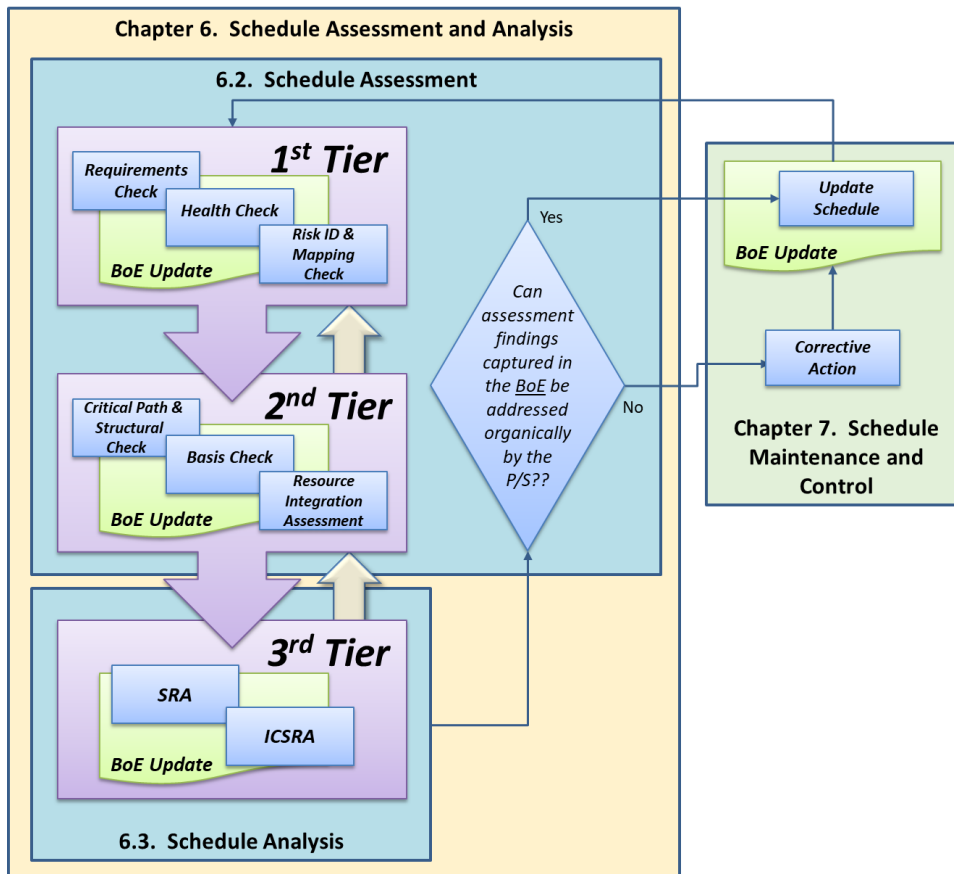 Chapter 6.  Schedule Assessment and Analysis
6.2.  Schedule Assessment
1st Tier
Requirements
Check
Health Check
Risk ID &
Mapping
Check
BoE Update
2nd Tier
Critical Path &
Structural
Check
Basis Check
Resource
Integration
Assessment
BoE Update
3rd Tier
SRA
ICSRA
BoE Update
6.3.  Schedule Analysis
Can
assessment
findings
captured in
the BoE be
addressed
organically
by the
P/S??
Yes
No
Update
Schedule
BoE Update
Corrective
Action
Chapter 7.  Schedule
Maintenance and
Control